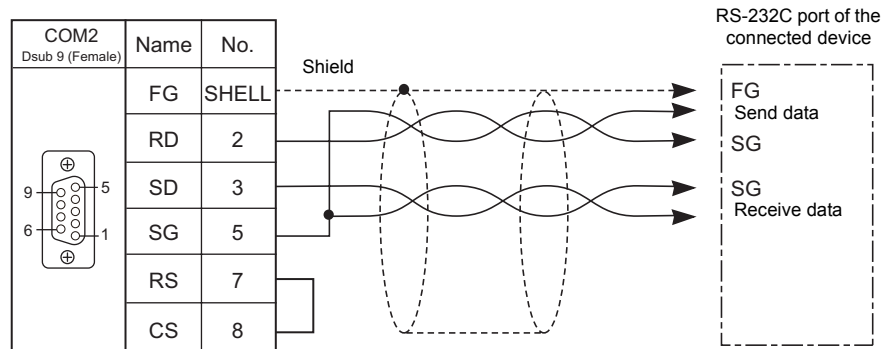 RS-232C port of the
connected device
COM2
Dsub 9 (Female)
Name
No.
Shield
FG
SHELL
FG
Send data
RD
2
SG
9
5
SD
3
SG
Receive data
6
1
SG
5
RS
7
CS
8